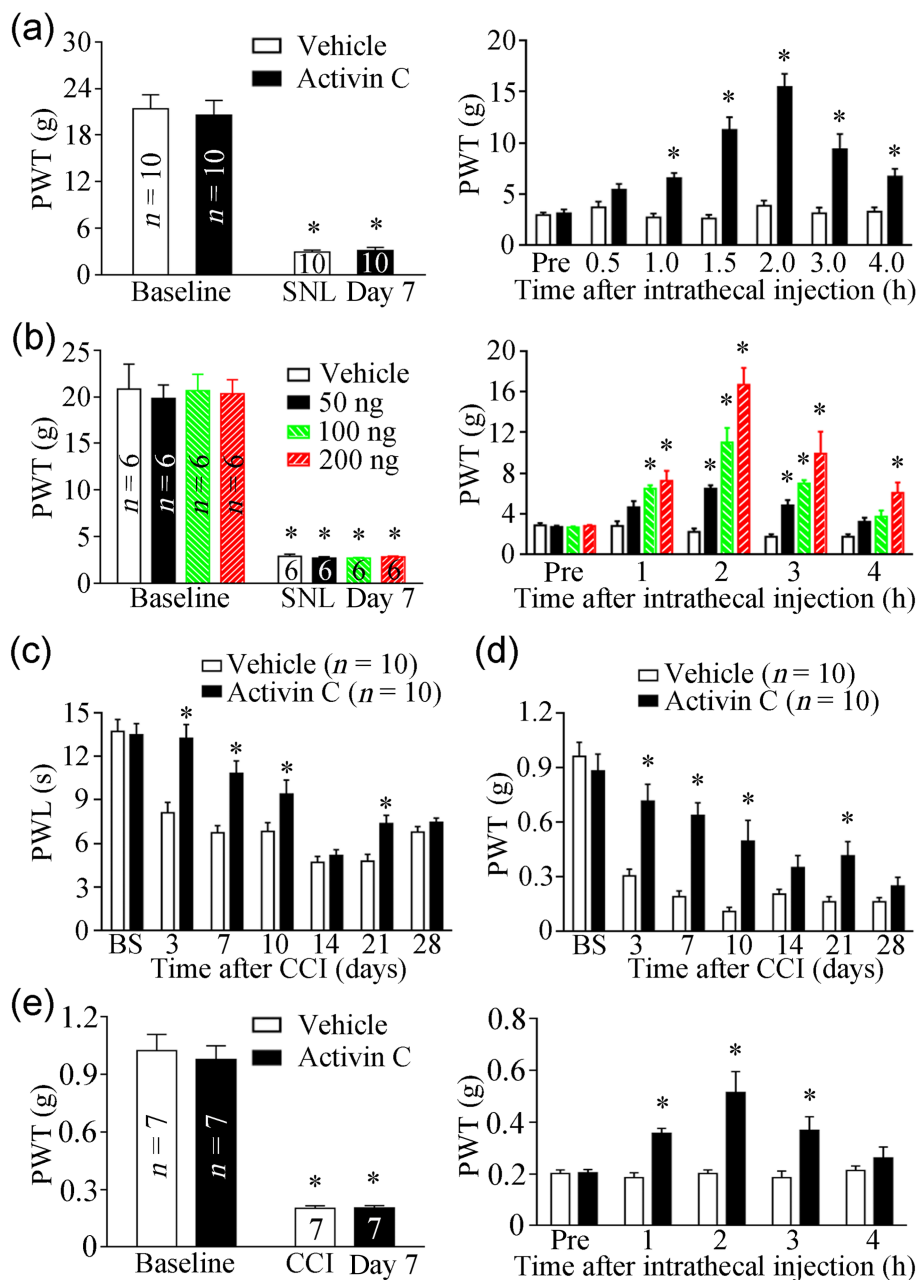 (a)
30
24
18
12
6
0
PWT (g)
Vehicle
Activin C
n = 10
n = 10
*
*
10
10
Baseline
SNL Day 7
20
15
10
5
0
PWT (g)
* * * * *
Pre 0.5 1.0 1.5 2.0 3.0 4.0
Time after intrathecal injection (h)
(b)
25
20
15
10
5
0
PWT (g)
Vehicle
50 ng
100 ng
200 ng
n = 6
n = 6
n = 6
n = 6
* * * *
6 6 6 6
Baseline
SNL Day 7
20
16
12
8
4
0
PWT (g)
* * * * * * * * *
Pre 1 2 3 4
Time after intrathecal injection (h)
(c)
Vehicle (n = 10)
Activin C (n = 10)
15
12
9
6
3
0
PWL (s)
* * * *
BS 3 7 10 14 21 28
Time after CCI (days)
(d)
Vehicle (n = 10)
Activin C (n = 10)
1.2
0.9
0.6
0.3
0
PWT (g)
* * * *
BS 3 7 10 14 21 28
Time after CCI (days)
(e)
1.2
0.9
0.6
0.3
0
PWT (g)
Vehicle
Activin C
n = 7
n = 7
* *
7 7
Baseline
CCI Day 7
0.8
0.6
0.4
0.2
0
PWT (g)
* * *
Pre 1 2 3 4
Time after intrathecal injection (h)